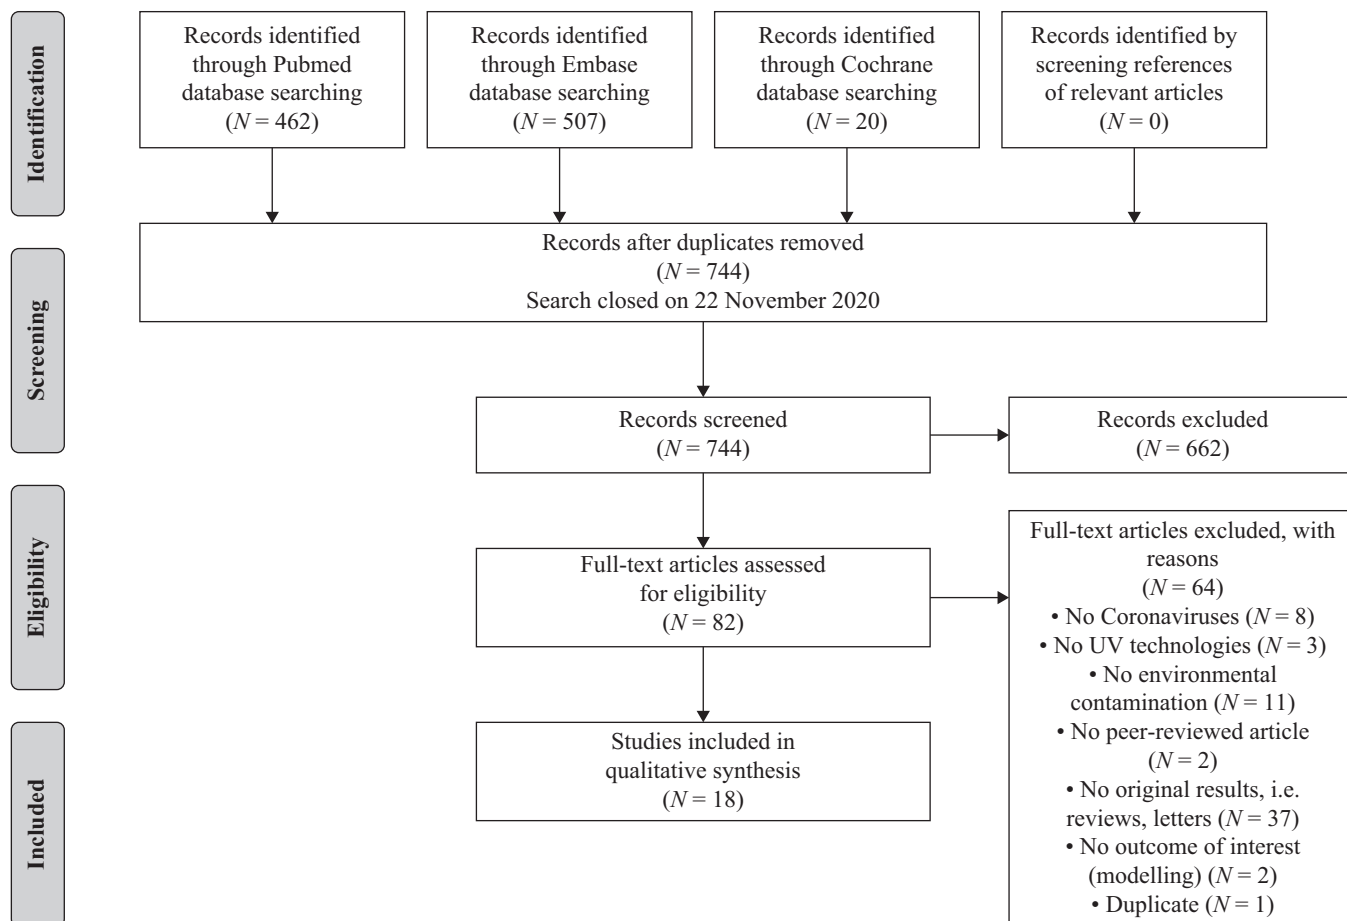 Identification
Records identified
through Pubmed
database searching
(N = 462)
Records identified
through Embase
database searching
(N = 507)
Records identified
through Cochrane
database searching
(N = 20)
Records identified by
screening references
of relevant articles
(N = 0)
Screening
Records after duplicates removed
(N = 744)
Search closed on 22 November 2020
Records screened
(N = 744)
Records excluded
(N = 662)
Eligibility
Full-text articles assessed
for eligibility
(N = 82)
Full-text articles excluded, with
reasons
(N = 64)
• No Coronaviruses (N = 8)
• No UV technologies (N = 3)
• No environmental
contamination (N = 11)
• No peer-reviewed article
(N = 2)
• No original results, i.e.
reviews, letters (N = 37)
• No outcome of interest
(modelling) (N = 2)
• Duplicate (N = 1)
Included
Studies included in
qualitative synthesis
(N = 18)